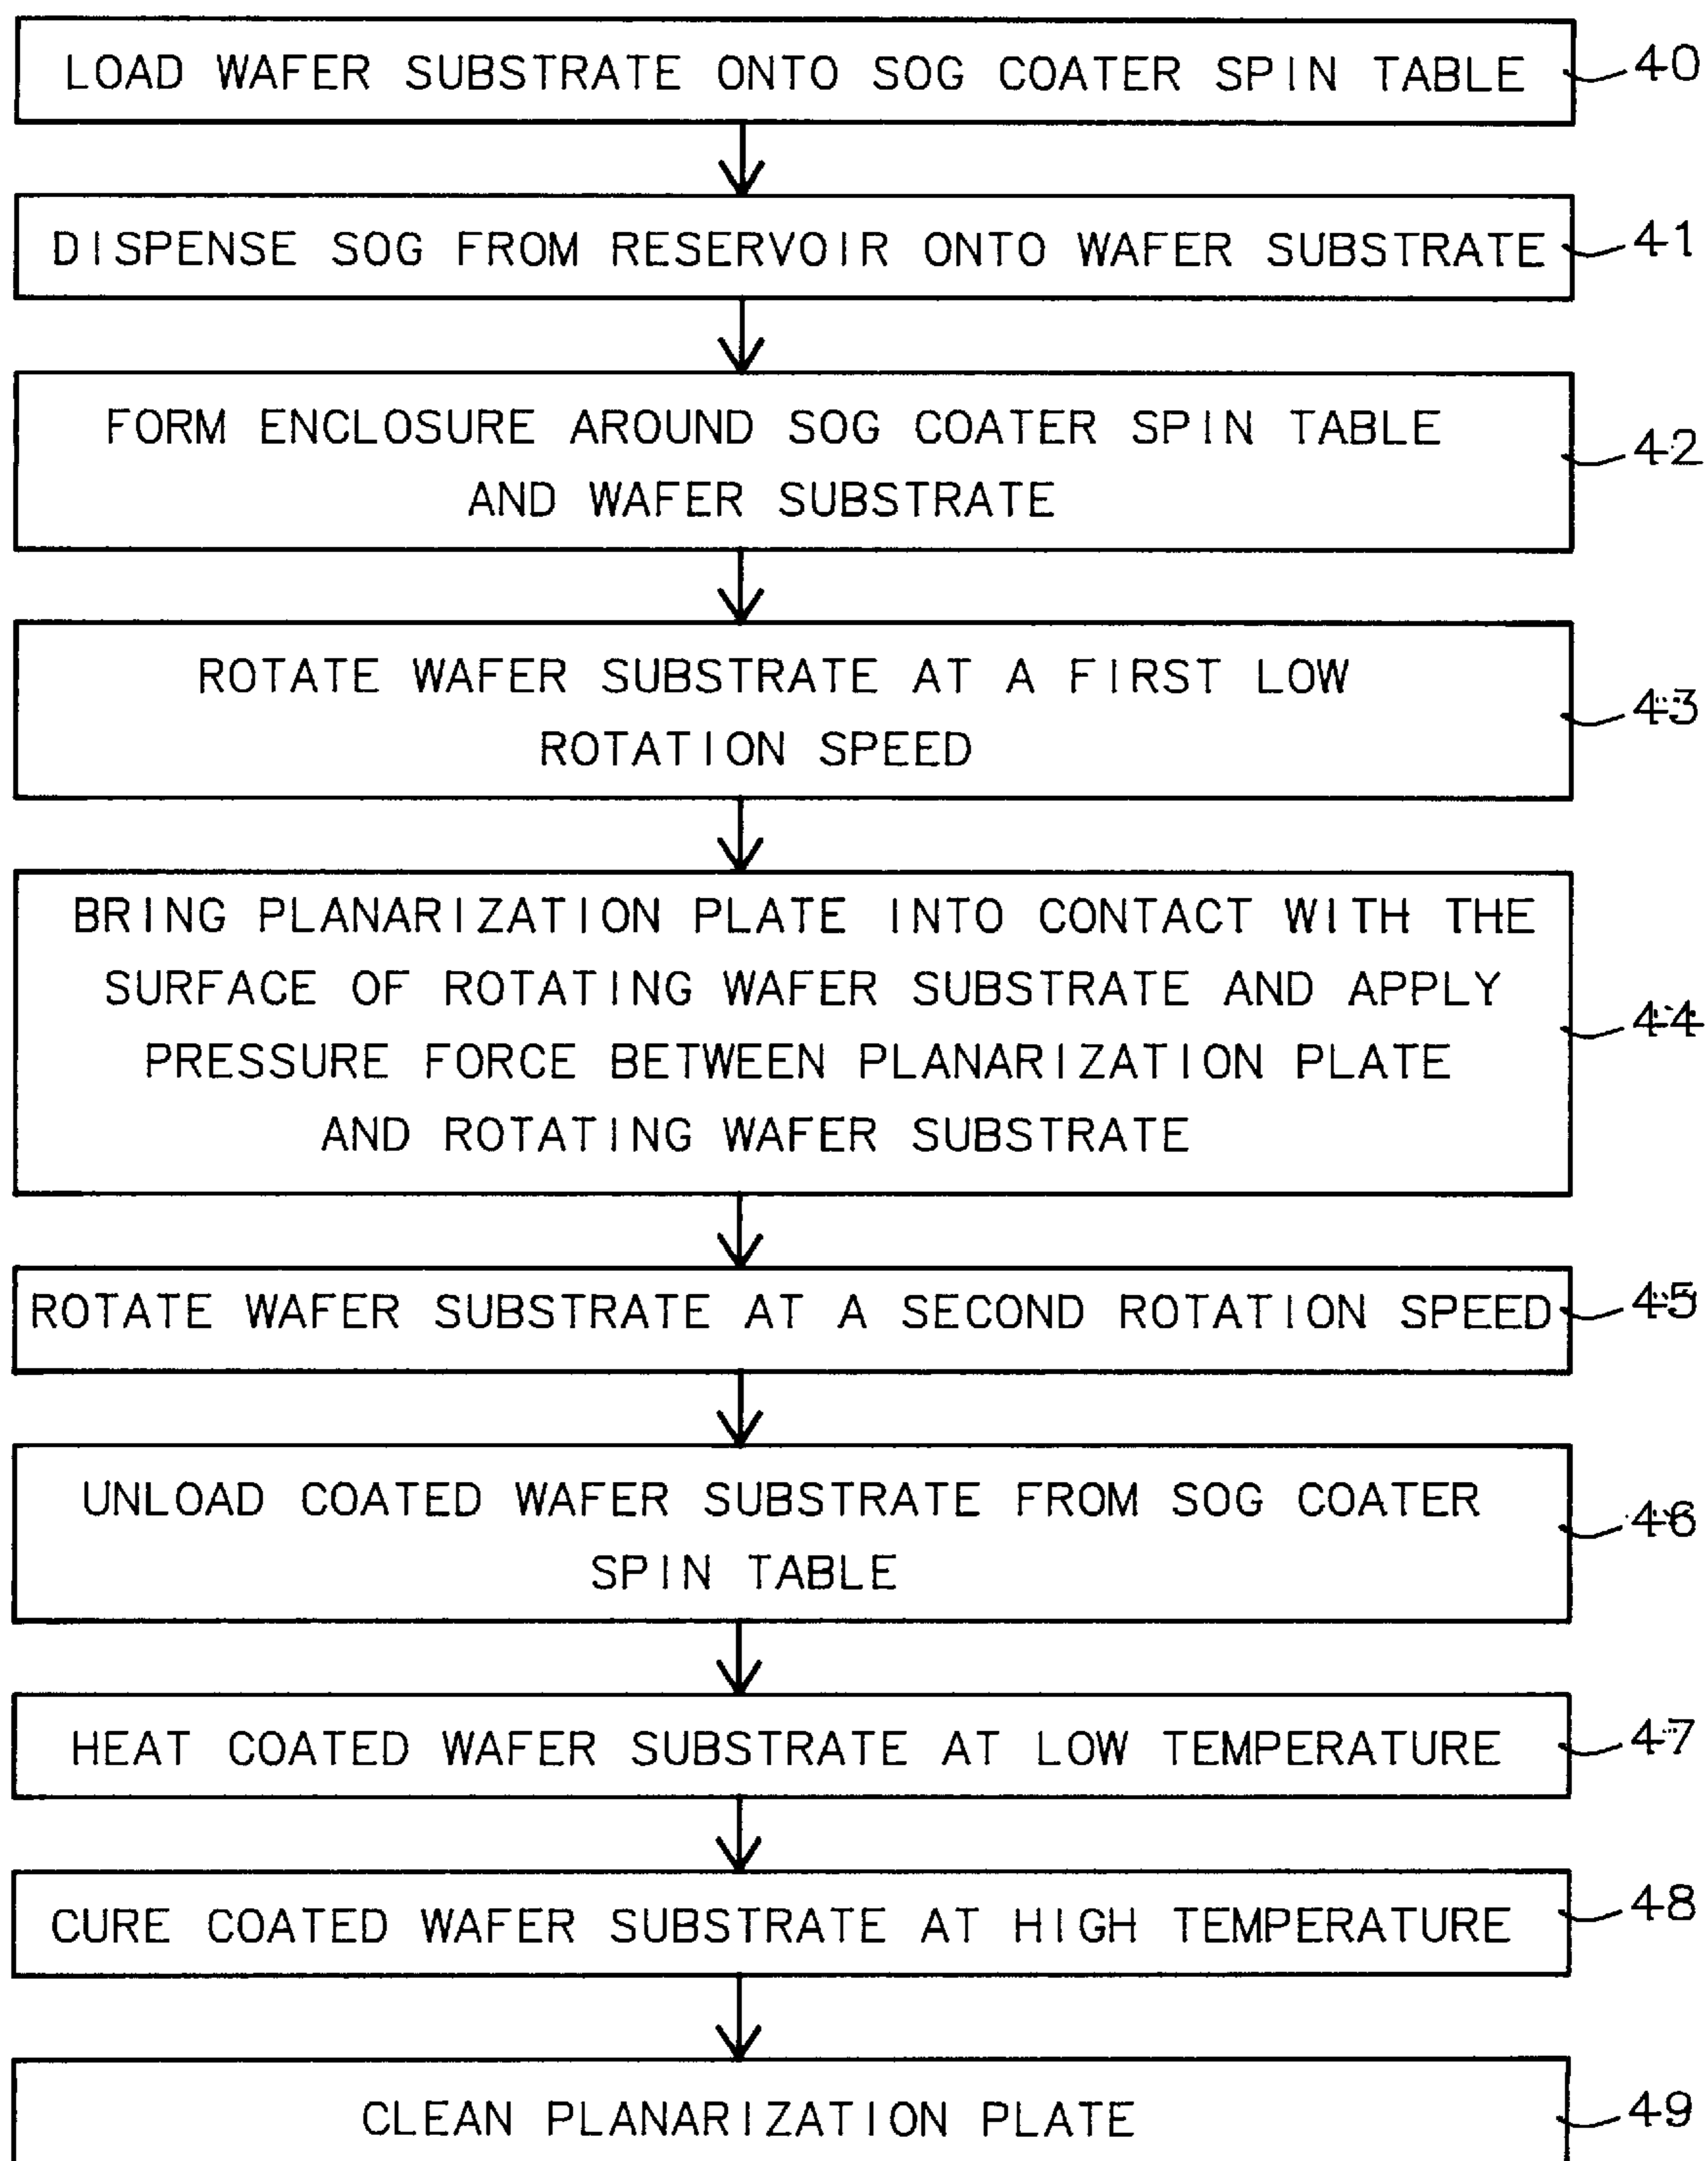 LOAD WAFER SUBSTRATE ONTO SOG COATER SPIN TABLE 40
DISPENSE SOG FROM RESERVOIR ONTO WAFER SUBSTRATE 41
FORM ENCLOSURE AROUND SOG COATER SPIN TABLE
AND WAFER SUBSTRATE
42
ROTATE WAFER SUBSTRATE AT A FIRST LOW
ROTATION SPEED
43
BRING PLANARIZATION PLATE INTO CONTACT WITH THE
SURFACE OF ROTATING WAFER SUBSTRATE AND APPLY
PRESSURE FORCE BETWEEN PLANARIZATION PLATE
AND ROTATING WAFER SUBSTRATE
44
ROTATE WAFER SUBSTRATE AT A SECOND ROTATION SPEED 45
UNLOAD COATED WAFER SUBSTRATE FROM SOG COATER
SPIN TABLE
46
HEAT COATED WAFER SUBSTRATE AT LOW TEMPERATURE 47
CURE COATED WAFER SUBSTRATE AT HIGH TEMPERATURE 48
CLEAN PLANARIZATION PLATE 49